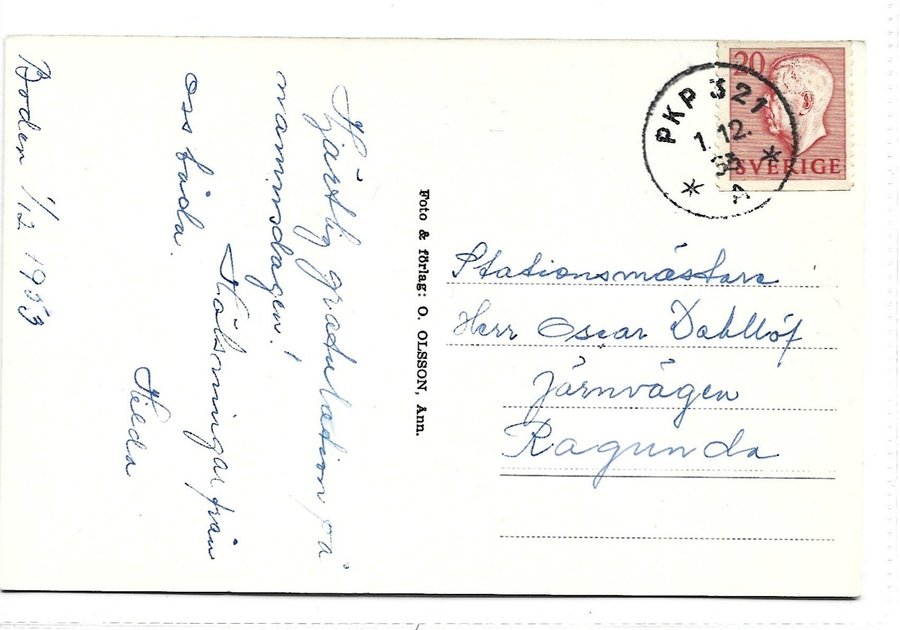 Boden 1/12 1953
Hjärtlig gratulation på
namnsdagen!
oss båda.
Hälsningar från
Hilda
Foto & förlag: O. OLSSON, Ann.
20
SVERIGE
PKP 321
1.12.
53
A
Stationsmästare
Herr Oscar Dahllöf
Järnvägen
Ragunda